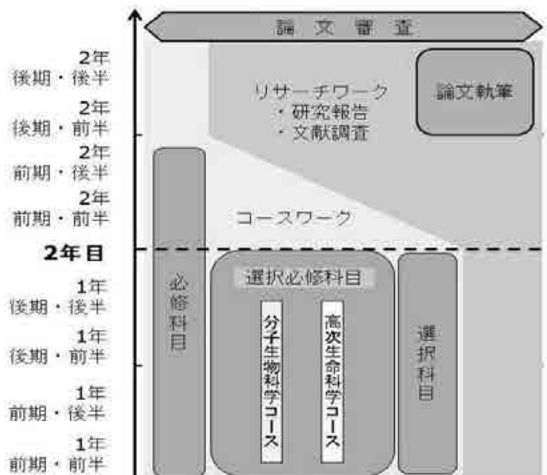 論文審査
2年
後期・後半
2年
後期・前半
2年
前期・後半
2年
前期・前半
2年目
1年
後期・後半
1年
後期・前半
1年
前期・後半
1年
前期・前半
リサーチワーク
・研究報告
・文献調査
論文執筆
コースワーク
必修科目
選択必修科目
分子生物科学コース
高次生命科学コース
選択科目